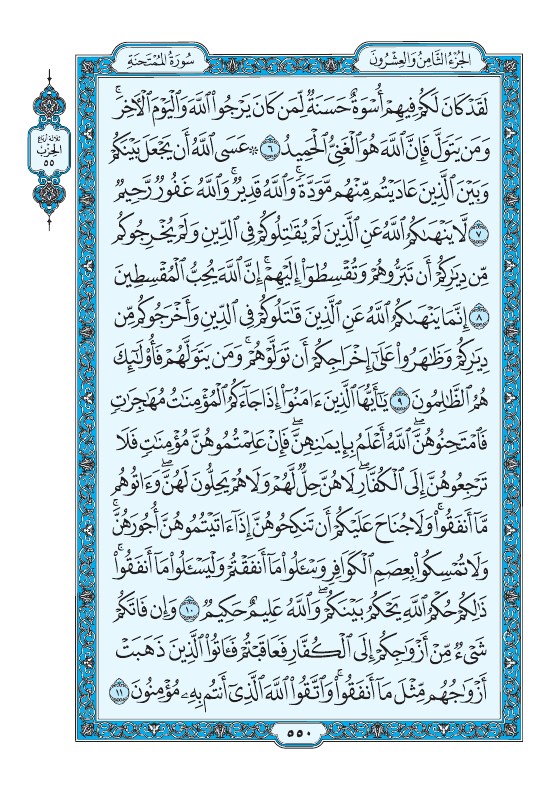 الجُزْءُ الثَّامِنُ وَالعِشْرُونَ
سُورَةُ المُمْتَحَنَةِ
لَقَدْ كَانَ لَكُمْ فِيهِمْ أُسْوَةٌ حَسَنَةٌ لِّمَن كَانَ يَرْجُوا۟ ٱللَّهَ وَٱلْيَوْمَ ٱلْأَخِرَۚ
وَمَن يَتَوَلَّ فَإِنَّ ٱللَّهَ هُوَ ٱلْغَنِىُّ ٱلْحَمِيدُ ٦ ۞ عَسَى ٱللَّهُ أَن يَجْعَلَ بَيْنَكُمْ
وَبَيْنَ ٱلَّذِينَ عَادَيْتُم مِّنْهُم مَّوَدَّةًۚ وَٱللَّهُ قَدِيرٌۚ وَٱللَّهُ غَفُورٌ رَّحِيمٌ
٧ لَّا يَنْهَىٰكُمُ ٱللَّهُ عَنِ ٱلَّذِينَ لَمْ يُقَـٰتِلُوكُمْ فِى ٱلدِّينِ وَلَمْ يُخْرِجُوكُم
مِّن دِيَـٰرِكُمْ أَن تَبَرُّوهُمْ وَتُقْسِطُوٓا۟ إِلَيْهِمْۚ إِنَّ ٱللَّهَ يُحِبُّ ٱلْمُقْسِطِينَ
٨ إِنَّمَا يَنْهَىٰكُمُ ٱللَّهُ عَنِ ٱلَّذِينَ قَـٰتَلُوكُمْ فِى ٱلدِّينِ وَأَخْرَجُوكُم مِّن
دِيَـٰرِكُمْ وَظَـٰهَرُوا۟ عَلَىٰٓ إِخْرَاجِكُمْ أَن تَوَلَّوْهُمْۚ وَمَن يَتَوَلَّهُمْ فَأُو۟لَـٰٓئِكَ
هُمُ ٱلظَّـٰلِمُونَ ٩ يَـٰٓأَيُّهَا ٱلَّذِينَ ءَامَنُوٓا۟ إِذَا جَآءَكُمُ ٱلْمُؤْمِنَـٰتُ مُهَـٰجِرَٰتٍ
فَٱمْتَحِنُوهُنَّۖ ٱللَّهُ أَعْلَمُ بِإِيمَـٰنِهِنَّۖ فَإِنْ عَلِمْتُمُوهُنَّ مُؤْمِنَـٰتٍ فَلَا
تَرْجِعُوهُنَّ إِلَى ٱلْكُفَّارِۖ لَا هُنَّ حِلٌّ لَّهُمْ وَلَا هُمْ يَحِلُّونَ لَهُنَّۖ وَءَاتُوهُم
مَّآ أَنفَقُوا۟ۚ وَلَا جُنَاحَ عَلَيْكُمْ أَن تَنكِحُوهُنَّ إِذَآ ءَاتَيْتُمُوهُنَّ أُجُورَهُنَّۚ
وَلَا تُمْسِكُوا۟ بِعِصَمِ ٱلْكَوَافِرِ وَسْـَٔلُوا۟ مَآ أَنفَقْتُمْ وَلْيَسْـَٔلُوا۟ مَآ أَنفَقُوا۟ۚ
ذَٰلِكُمْ حُكْمُ ٱللَّهِ يَحْكُمُ بَيْنَكُمْۖ وَٱللَّهُ عَلِيمٌ حَكِيمٌ ١٠ وَإِن فَاتَكُمْ
شَىْءٌ مِّنْ أَزْوَٰجِكُمْ إِلَى ٱلْكُفَّارِ فَعَاقَبْتُمْ فَـَٔاتُوا۟ ٱلَّذِينَ ذَهَبَتْ
أَزْوَٰجُهُم مِّثْلَ مَآ أَنفَقُوا۟ۚ وَٱتَّقُوا۟ ٱللَّهَ ٱلَّذِىٓ أَنتُم بِهِۦ مُؤْمِنُونَ ١١
ثلاثة أرباع
الحِزْب
٥٥
٥٥٠